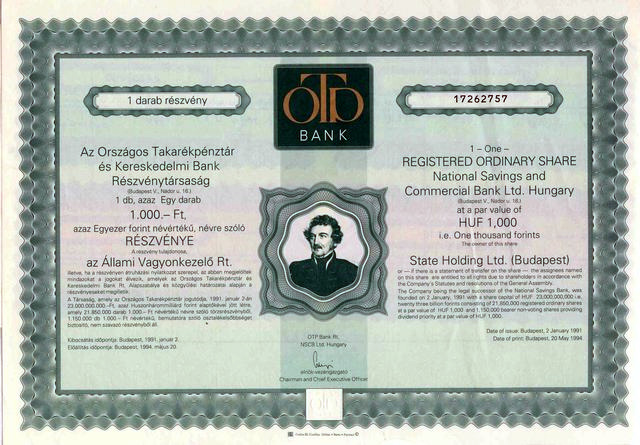 1 darab részvény
OTP
BANK
17262757
Az Országos Takarékpénztár
és Kereskedelmi Bank
Részvénytársaság
(Budapest V., Nádor u. 16.)
1 db, azaz Egy darab
1.000.— Ft,
azaz Egyezer forint névértékű, névre szóló
RÉSZVÉNYE
A részvény tulajdonosa,
az Állami Vagyonkezelő Rt.
illetve, ha a részvényen átruházási nyilatkozat szerepel, az abban megjelöltek
mindazokat a jogokat élvezik, amelyek az Országos Takarékpénztár és
Kereskedelmi Bank Rt. Alapszabálya és közgyűlési határozatai alapján a
részvényeseket megilletik.
A Társaság, amely az Országos Takarékpénztár jogutódja, 1991. január 2-án
23.000.000.000.— Ft, azaz Huszonhárommilliárd forint alaptőkével jött létre,
amely 21.850.000 darab 1.000.— Ft névértékű névre szóló törzsrészvényből,
1.150.000 db 1.000.— Ft névértékű, bemutatóra szóló osztalékelsőbbséget
biztosító, nem szavazó részvényből áll.
Kibocsátás időpontja: Budapest, 1991. január 2.
Előállítás időpontja: Budapest, 1994. május 20.
OTP Bank Rt.
NSCB Ltd. Hungary
elnök-vezérigazgató
Chairman and Chief Executive Officer
1 – One –
REGISTERED ORDINARY SHARE
National Savings and
Commercial Bank Ltd. Hungary
(Budapest V., Nádor u. 16.)
at a par value of
HUF 1,000
i.e. One thousand forints
The owner of this share
State Holding Ltd. (Budapest)
or — if there is a statement of transfer on the share — the assignees named
on this share are entitled to all rights due to shareholders in accordance with
the Company's Statutes and resolutions of the General Assembly.
The Company being the legal successor of the National Savings Bank, was
founded on 2 January, 1991 with a share capital of HUF 23,000,000,000 i.e.,
twenty three billion forints consisting of 21,850,000 registered ordinary shares
at a par value of HUF 1,000 and 1,150,000 bearer non-voting shares providing
dividend priority at a par value of HUF 1,000.
Date of issue: Budapest, 2 January 1991
Date of print: Budapest, 20 May 1994